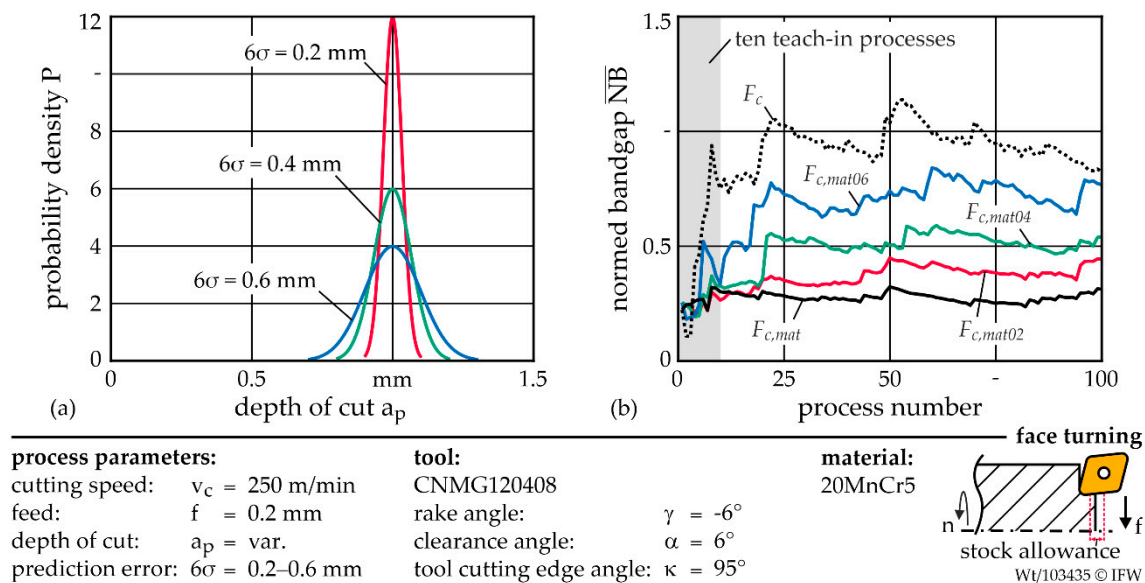 12
-
8
6
4
2
0
probability density P
6σ = 0.2 mm
6σ = 0.4 mm
6σ = 0.6 mm
0
0.5
mm
1.5
(a)
depth of cut aₚ
1.5
-
0.5
0
normed bandgap N̅B̅
ten teach-in processes
F_c
F_c,mat06
F_c,mat04
F_c,mat
F_c,mat02
0
25
50
-
100
(b)
process number
face turning
process parameters:
cutting speed: v_c = 250 m/min
feed: f = 0.2 mm
depth of cut: aₚ = var.
prediction error: 6σ = 0.2–0.6 mm
tool:
CNMG120408
rake angle: γ = -6°
clearance angle: α = 6°
tool cutting edge angle: κ = 95°
material:
20MnCr5
n
f
stock allowance
Wt/103435 © IFW